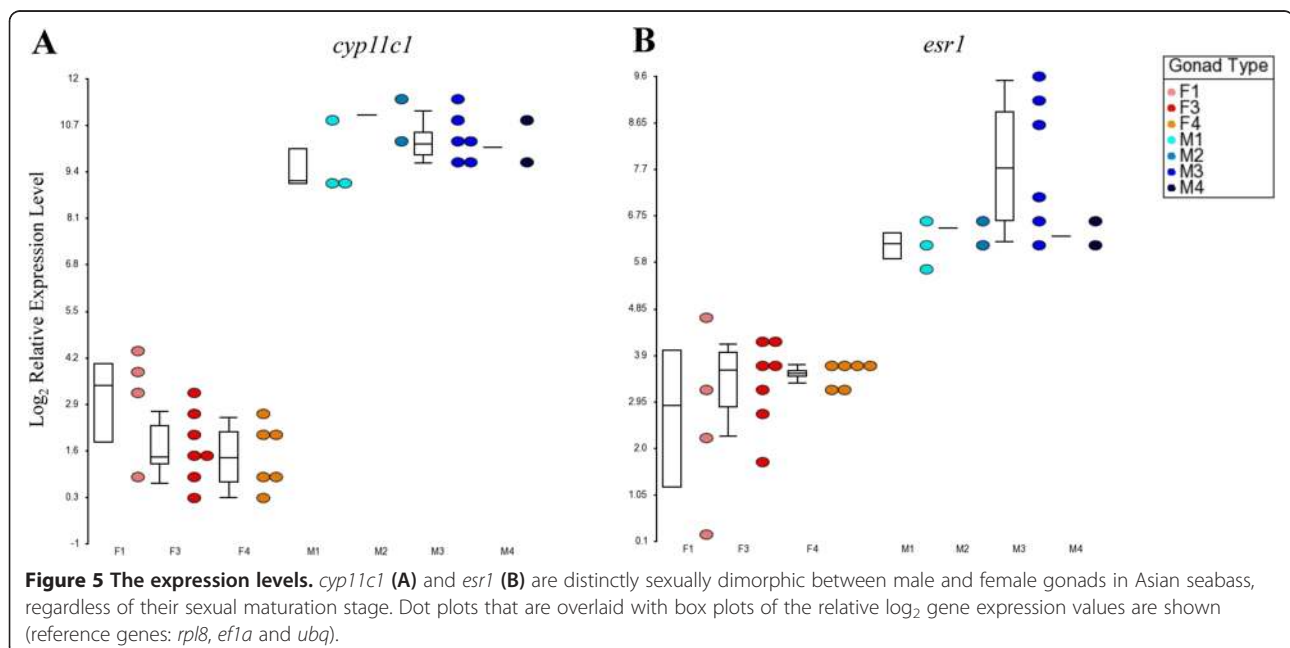 A
cyp11c1
Log2 Relative Expression Level
12
10.7
9.4
8.1
6.8
5.5
4.2
2.9
1.6
0.3
-1
F1 F3 F4 M1 M2 M3 M4
B
esr1
9.6
8.65
7.7
6.75
5.8
4.85
3.9
2.95
2.0
1.05
0.1
F1 F3 F4 M1 M2 M3 M4
Gonad Type
F1
F3
F4
M1
M2
M3
M4
Figure 5 The expression levels. cyp11c1 (A) and esr1 (B) are distinctly sexually dimorphic between male and female gonads in Asian seabass,
regardless of their sexual maturation stage. Dot plots that are overlaid with box plots of the relative log2 gene expression values are shown
(reference genes: rpl8, ef1a and ubq).